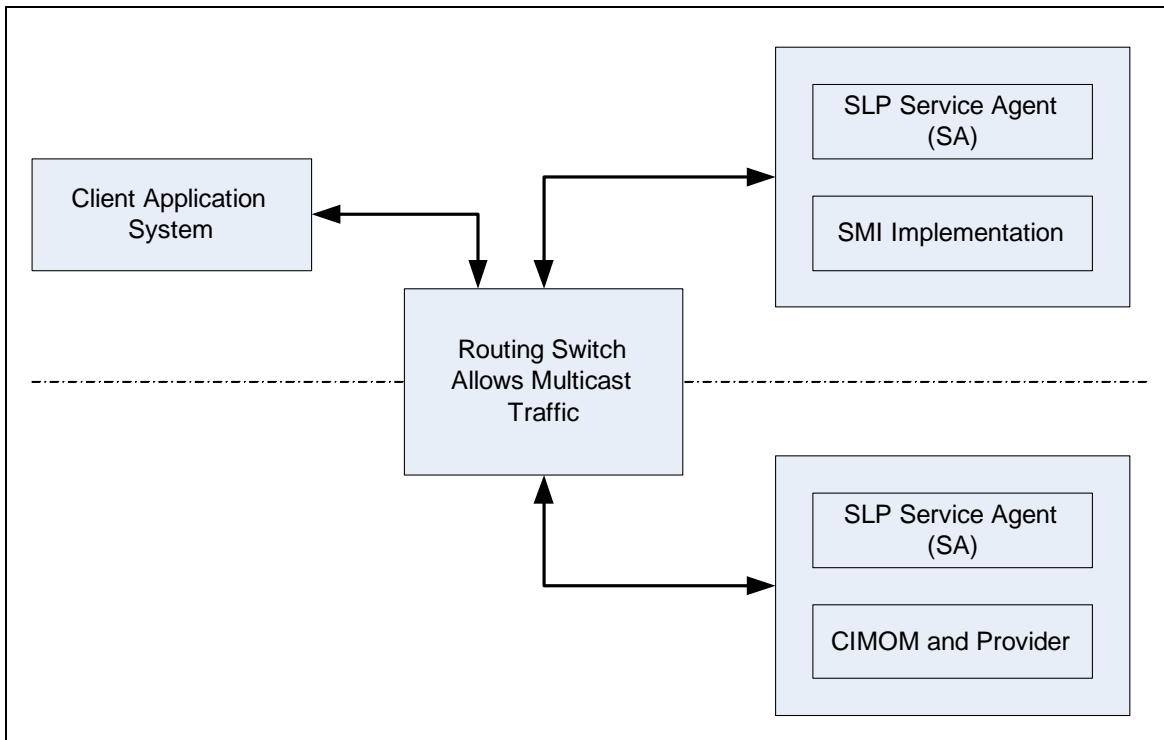 SLP Service Agent
(SA)
SMI Implementation
Client Application
System
Routing Switch
Allows Multicast
Traffic
SLP Service Agent
(SA)
CIMOM and Provider